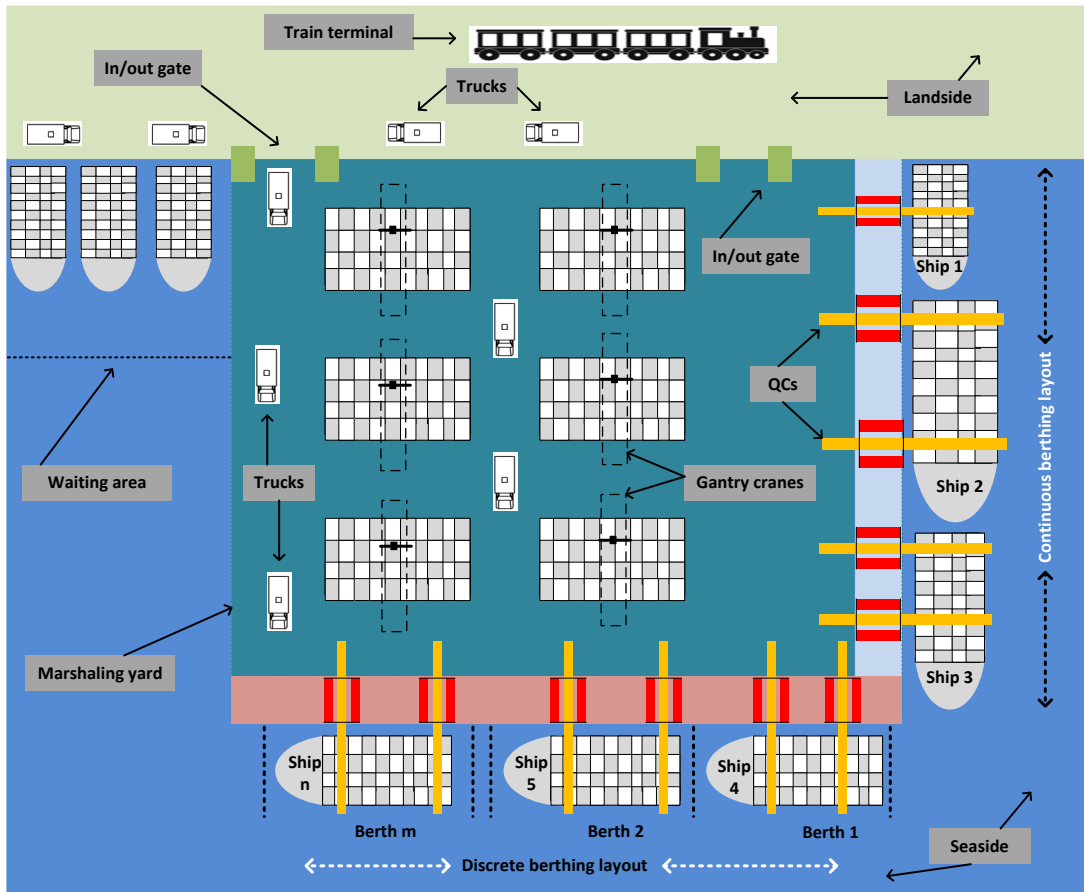 Train terminal
In/out gate
Trucks
Landside
In/out gate
Ship 1
QCs
Continuous berthing layout
Waiting area
Trucks
Gantry cranes
Ship 2
Marshaling yard
Ship 3
Ship
n
Ship
5
Ship
4
Berth m
Berth 2
Berth 1
Discrete berthing layout
Seaside